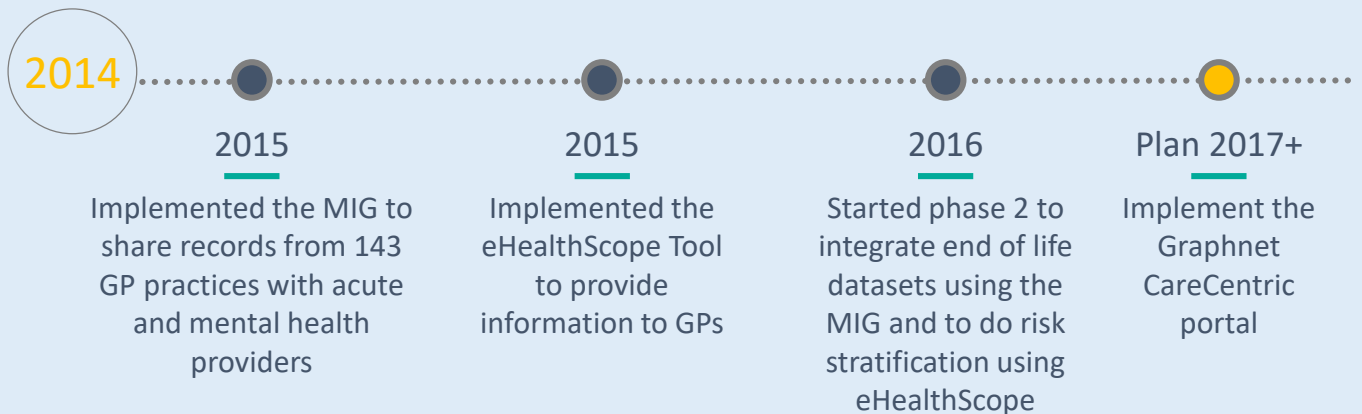 2014
2015
Implemented the MIG to
share records from 143
GP practices with acute
and mental health
providers
2015
Implemented the
eHealthScope Tool
to provide
information to GPs
2016
Started phase 2 to
integrate end of life
datasets using the
MIG and to do risk
stratification using
eHealthScope
Plan 2017+
Implement the
Graphnet
CareCentric
portal